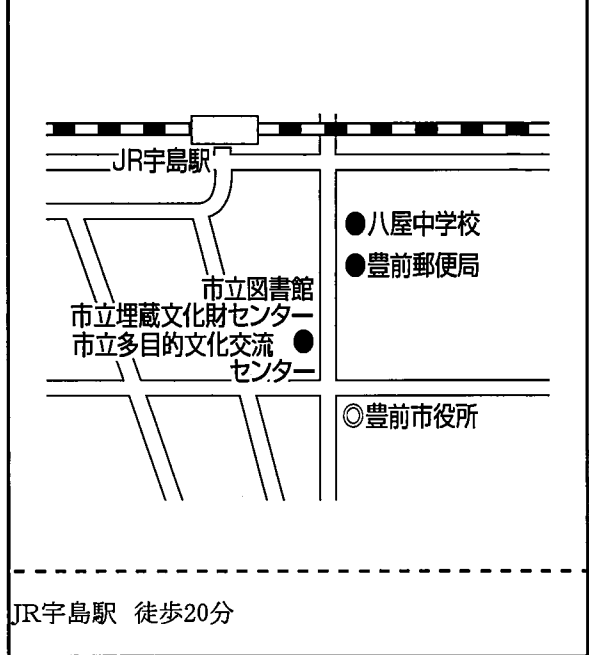 JR宇島駅
●八屋中学校
●豊前郵便局
市立図書館
市立埋蔵文化財センター
市立多目的文化交流
センター
◎豊前市役所
JR宇島駅 徒歩20分